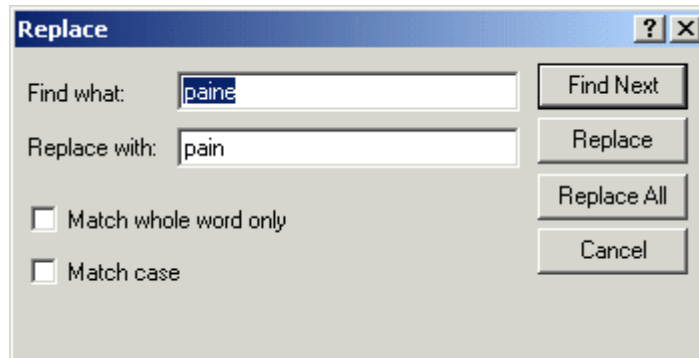 Replace
Find what: paine Find Next
Replace with: pain Replace
Replace All
Match whole word only
Cancel
Match case